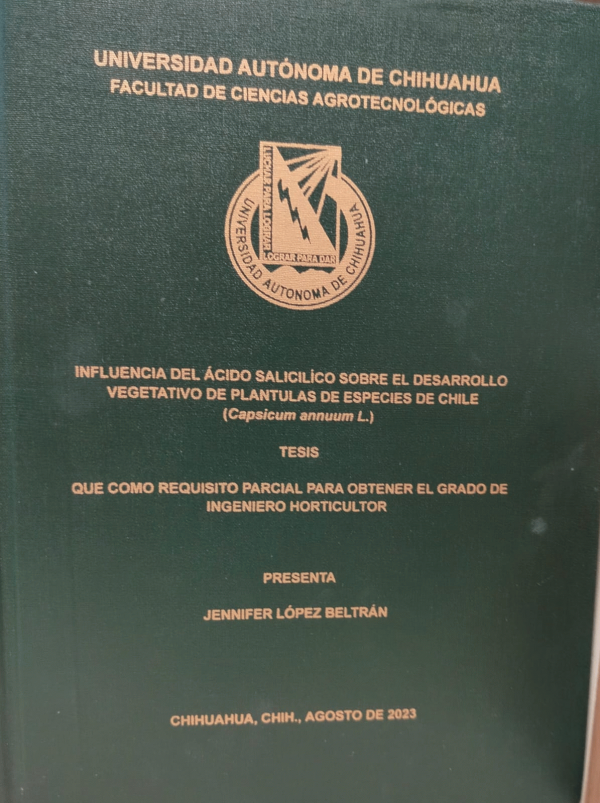 UNIVERSIDAD AUTÓNOMA DE CHIHUAHUA
FACULTAD DE CIENCIAS AGROTECNOLÓGICAS
LUCHAR PARA LOGRAR
LOGRAR PARA DAR
UNIVERSIDAD AUTONOMA DE CHIHUAHUA
INFLUENCIA DEL ÁCIDO SALICILÍCO SOBRE EL DESARROLLO
VEGETATIVO DE PLANTULAS DE ESPECIES DE CHILE
(Capsicum annuum L.)
TESIS
QUE COMO REQUISITO PARCIAL PARA OBTENER EL GRADO DE
INGENIERO HORTICULTOR
PRESENTA
JENNIFER LÓPEZ BELTRÁN
CHIHUAHUA, CHIH., AGOSTO DE 2023